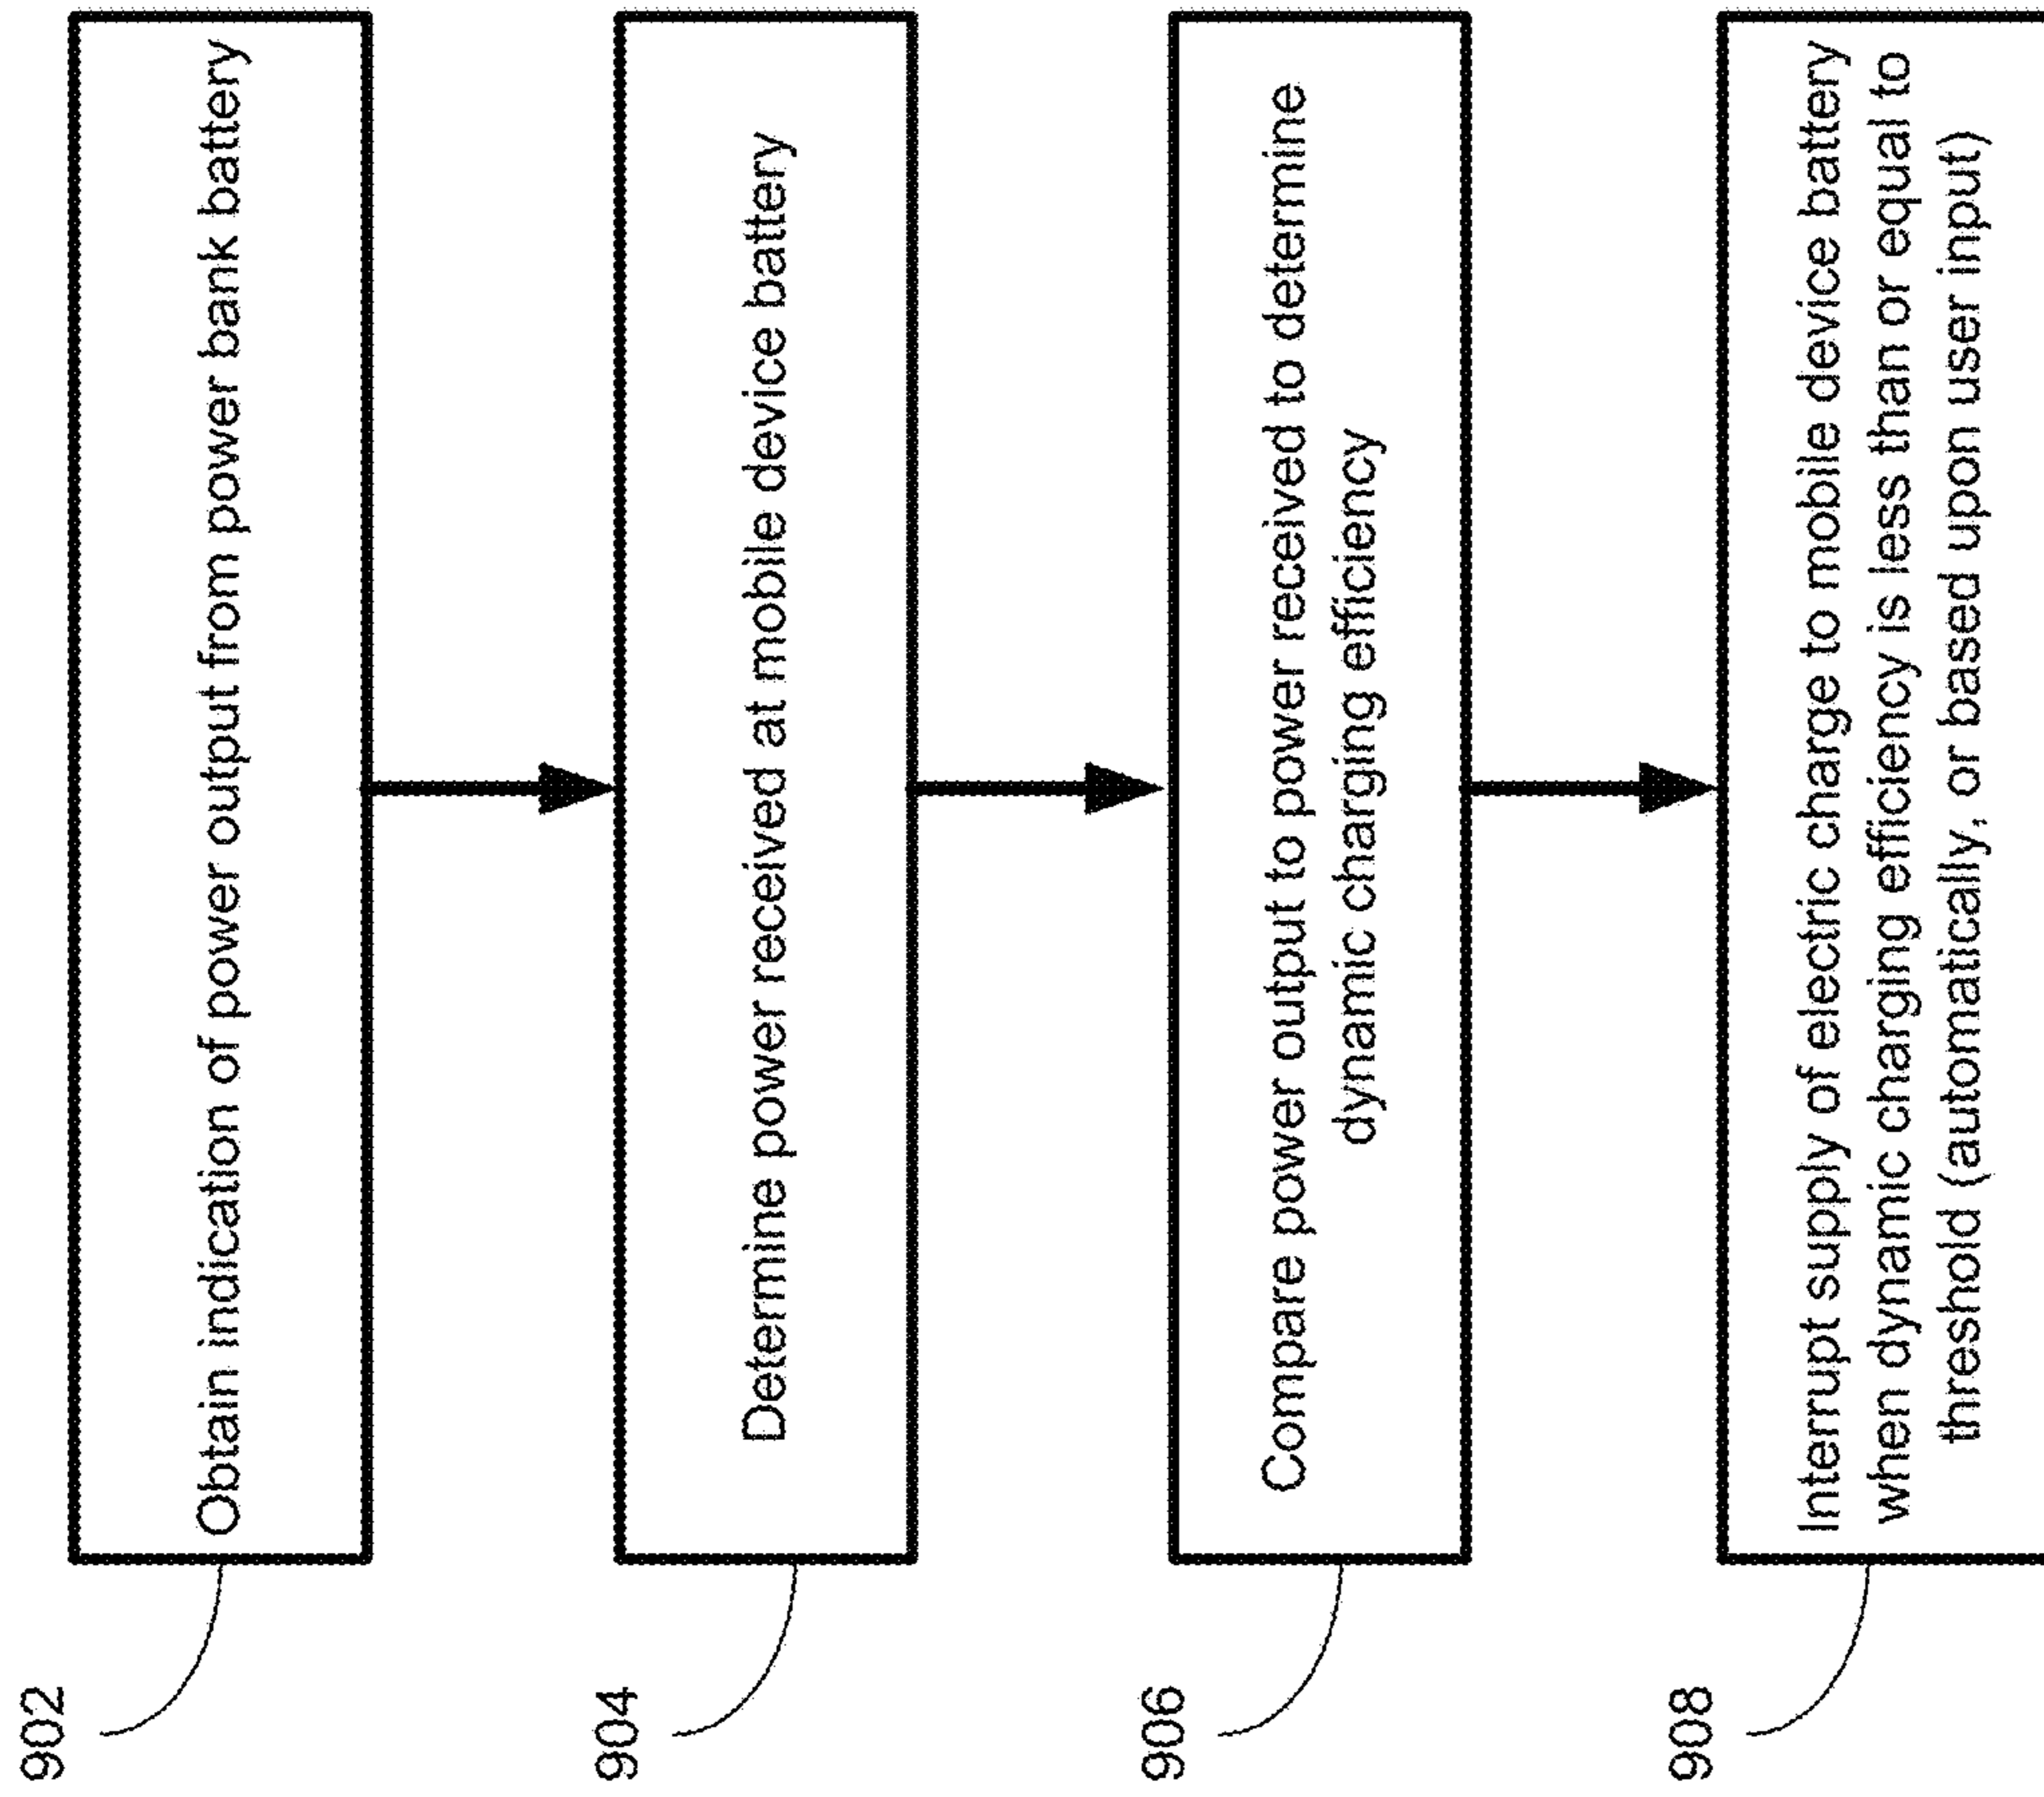 902
Obtain indication of power output from power bank battery
904
Determine power received at mobile device battery
906
Compare power output to power received to determine
dynamic charging efficiency
908
Interrupt supply of electric charge to mobile device battery
when dynamic charging efficiency is less than or equal to
threshold (automatically, or based upon user input)